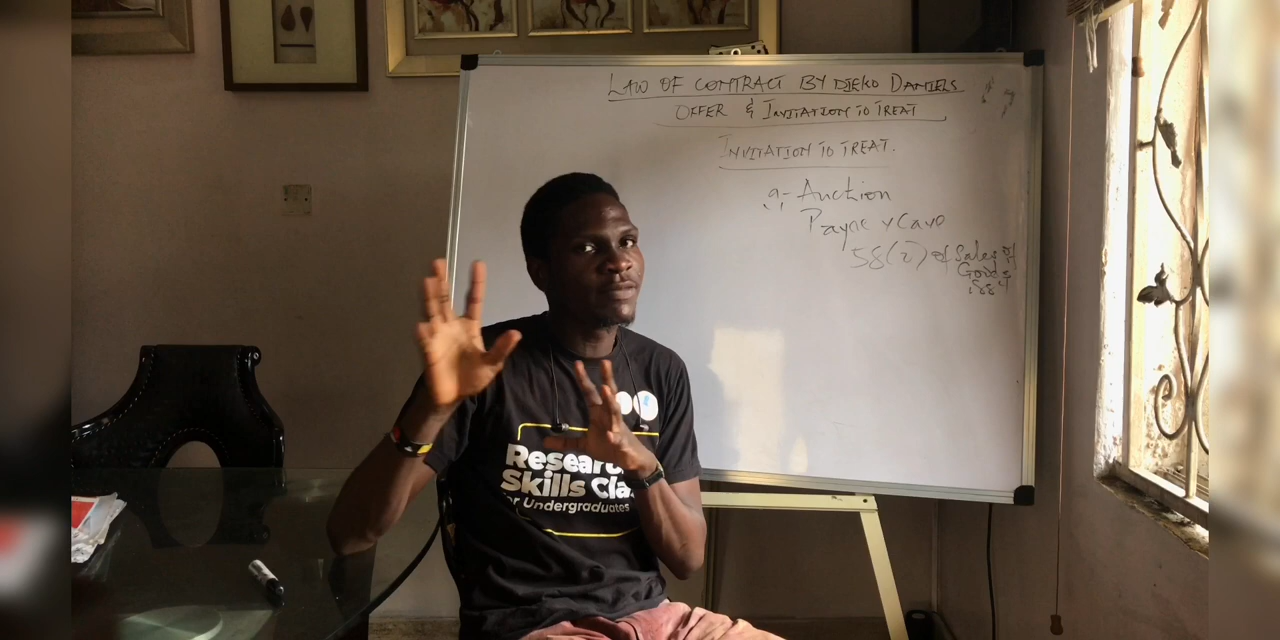 LAW OF CONTRACT BY DJEKO DANIELS
OFFER & INVITATION TO TREAT
INVITATION TO TREAT.
a- Auction
Payne v Cave
58(2) of Sales of
Goods
Research
Skills Cla
for Undergraduates